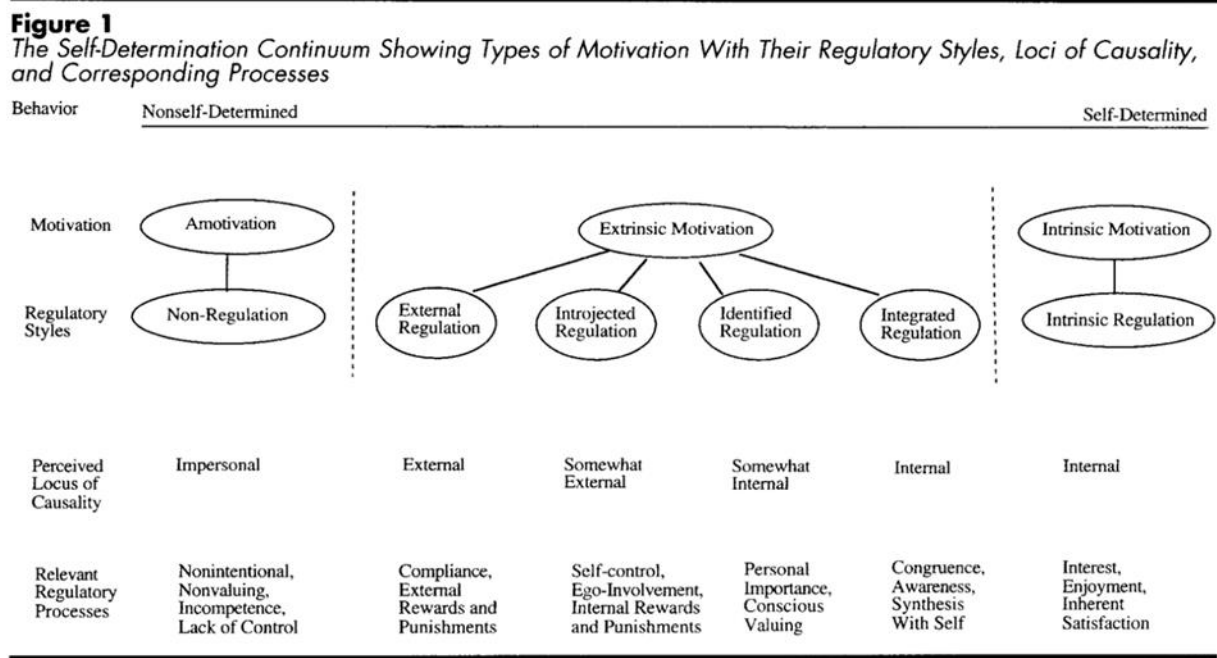 Figure 1
The Self-Determination Continuum Showing Types of Motivation With Their Regulatory Styles, Loci of Causality,
and Corresponding Processes
Behavior Nonself-Determined Self-Determined
Motivation Amotivation Extrinsic Motivation Intrinsic Motivation
Regulatory
Styles
Non-Regulation
External
Regulation
Introjected
Regulation
Identified
Regulation
Integrated
Regulation
Intrinsic Regulation
Perceived
Locus of
Causality
Impersonal
External
Somewhat
External
Somewhat
Internal
Internal
Internal
Relevant
Regulatory
Processes
Nonintentional,
Nonvaluing,
Incompetence,
Lack of Control
Compliance,
External
Rewards and
Punishments
Self-control,
Ego-Involvement,
Internal Rewards
and Punishments
Personal
Importance,
Conscious
Valuing
Congruence,
Awareness,
Synthesis
With Self
Interest,
Enjoyment,
Inherent
Satisfaction